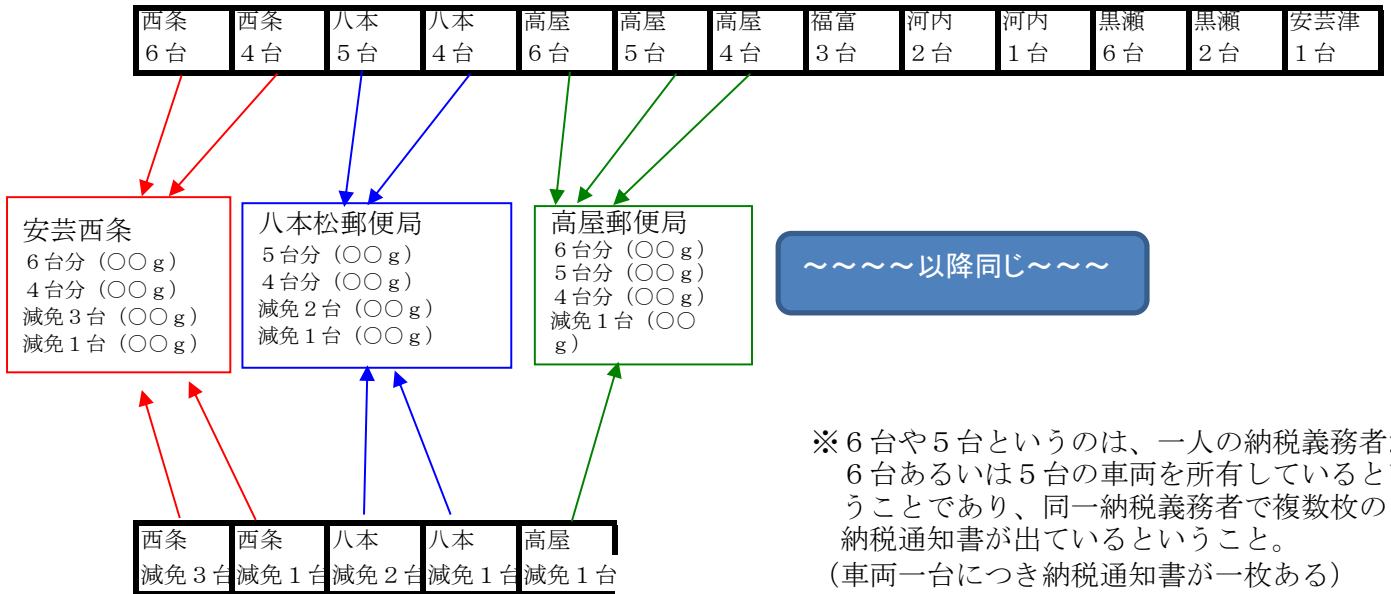 西条 西条 八本 八本 高屋 高屋 高屋 福富 河内 河内 黒瀬 黒瀬 安芸津
６台 ４台 ５台 ４台 ６台 ５台 ４台 ３台 ２台 １台 ６台 ２台 １台
安芸西条
６台分（〇〇ｇ）
４台分（〇〇ｇ）
減免３台（〇〇ｇ）
減免１台（〇〇ｇ）
八本松郵便局
５台分（〇〇ｇ）
４台分（〇〇ｇ）
減免２台（〇〇ｇ）
減免１台（〇〇ｇ）
高屋郵便局
６台分（〇〇ｇ）
５台分（〇〇ｇ）
４台分（〇〇ｇ）
減免１台（〇〇
ｇ）
～～～～以降同じ～～～
※６台や５台というのは、一人の納税義務者
６台あるいは５台の車両を所有していると
うことであり、同一納税義務者で複数枚の
納税通知書が出ているということ。
（車両一台につき納税通知書が一枚ある）
西条 西条 八本 八本 高屋
減免３台 減免１台 減免２台 減免１台 減免１台